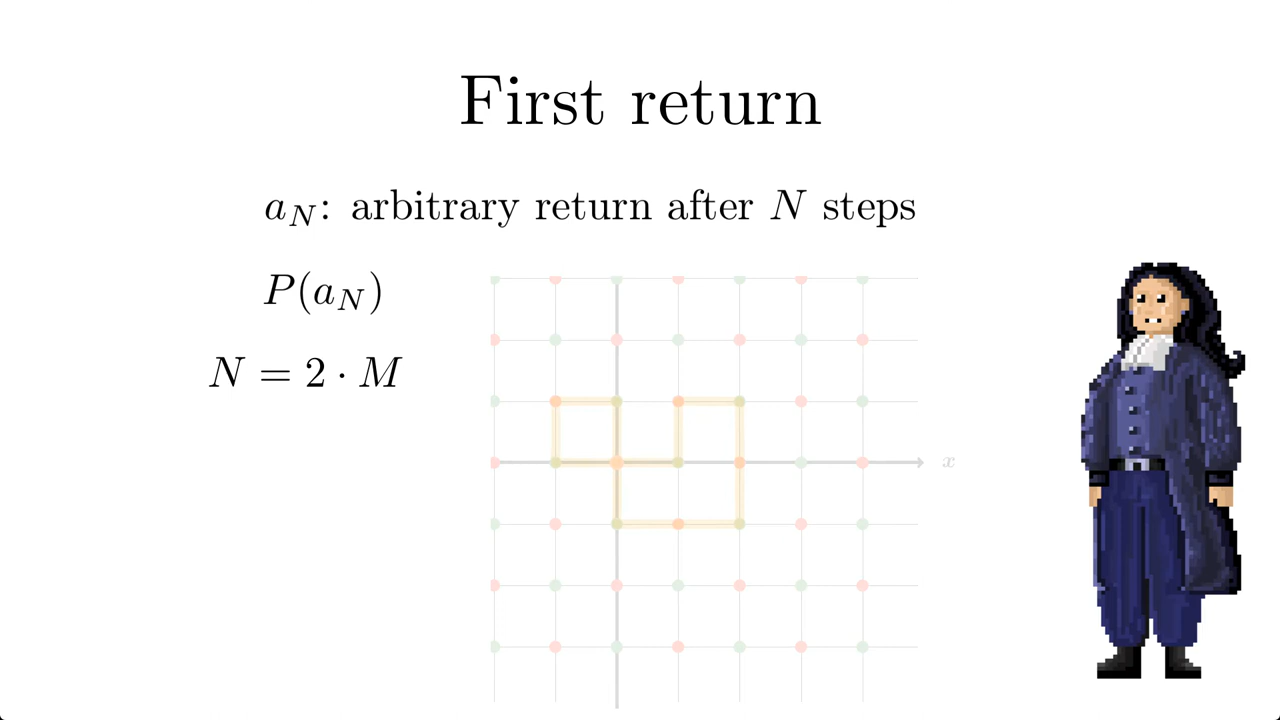 First return
a_N: arbitrary return after N steps
P(a_N)
N = 2 · M
x